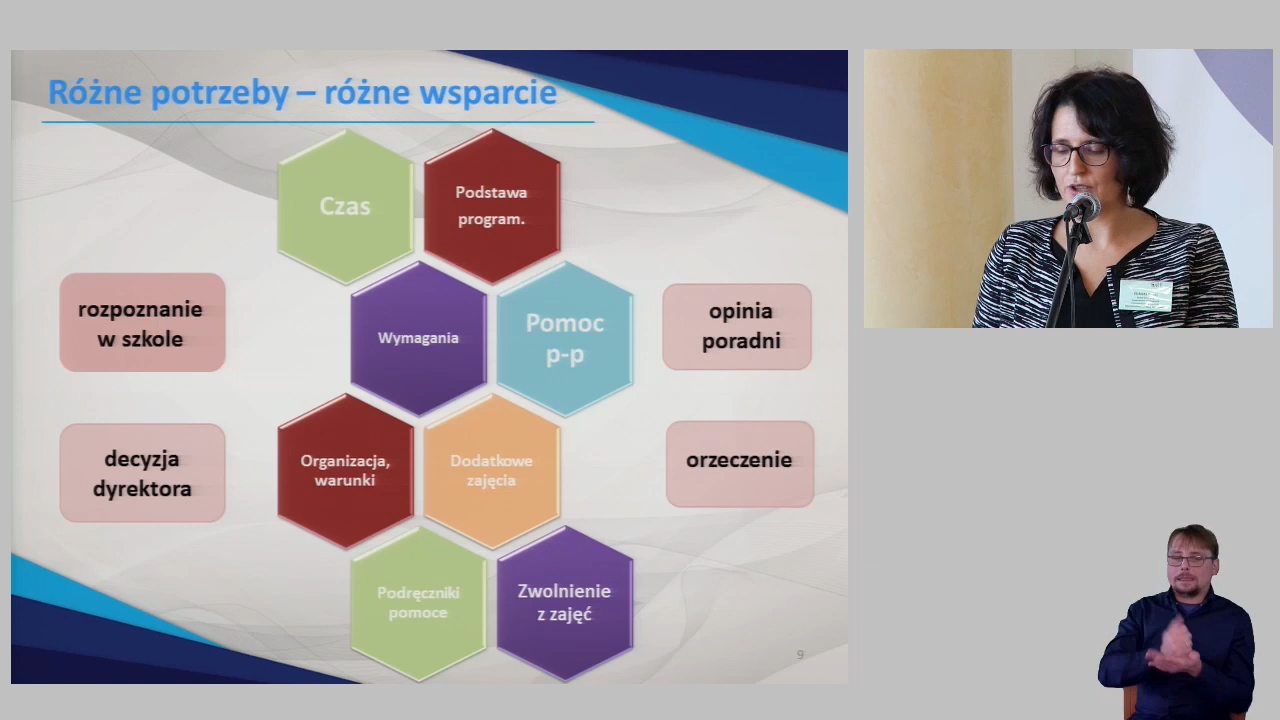 Różne potrzeby – różne wsparcie
Czas
Podstawa
program.
rozpoznanie
w szkole
Wymagania
Pomoc
p-p
opinia
poradni
decyzja
dyrektora
Organizacja,
warunki
Dodatkowe
zajęcia
orzeczenie
Podręczniki
pomoce
Zwolnienie
z zajęć
9